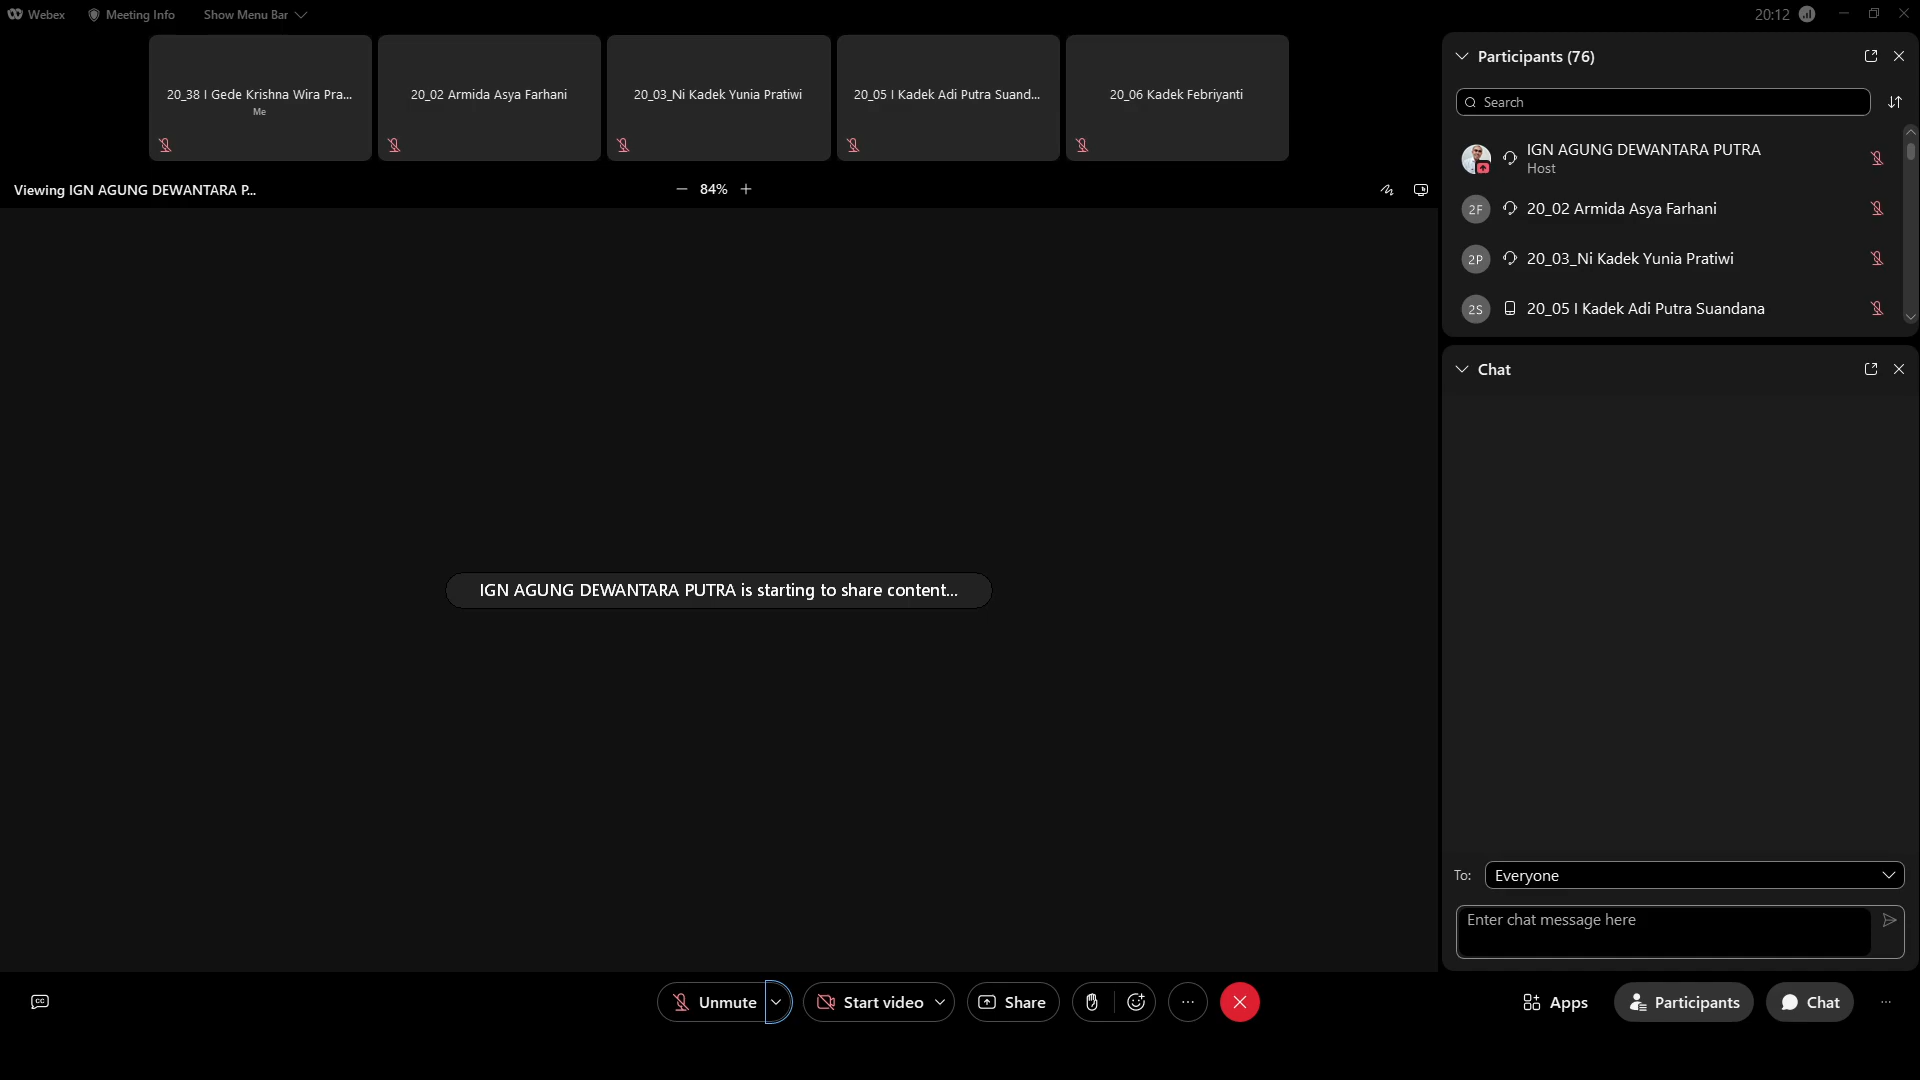 Webex
Meeting Info
Show Menu Bar
20:12
20_38 I Gede Krishna Wira Pra...
Me
20_02 Armida Asya Farhani
20_03_Ni Kadek Yunia Pratiwi
20_05 I Kadek Adi Putra Suand...
20_06 Kadek Febriyanti
Viewing IGN AGUNG DEWANTARA P...
84%
IGN AGUNG DEWANTARA PUTRA is starting to share content...
Participants (76)
Search
IGN AGUNG DEWANTARA PUTRA
Host
2F
20_02 Armida Asya Farhani
2P
20_03_Ni Kadek Yunia Pratiwi
2S
20_05 I Kadek Adi Putra Suandana
Chat
To:
Everyone
Enter chat message here
CC
Unmute
Start video
Share
Apps
Participants
Chat